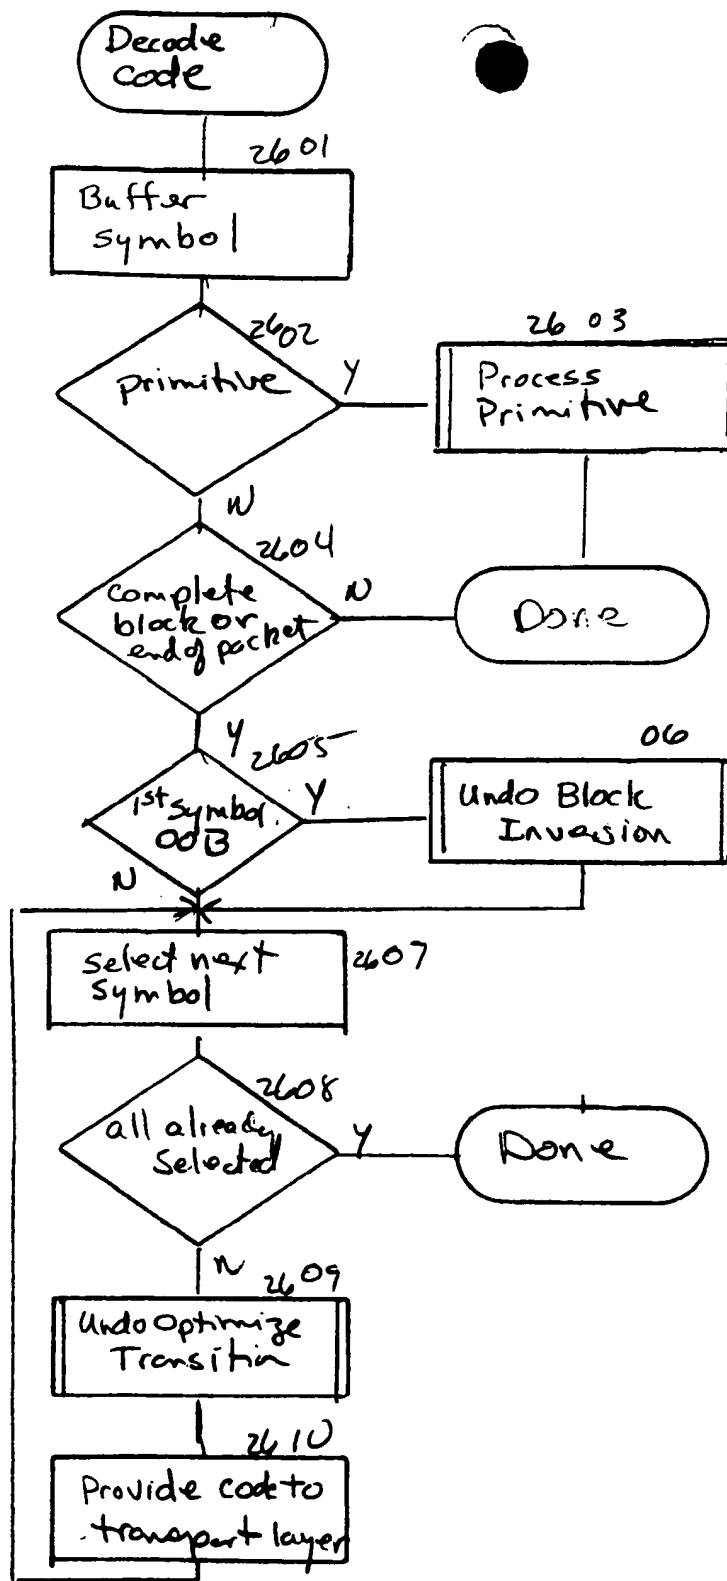 Decode
code
2601
Buffer
symbol
2602
primitive
Y
2603
Process
Primitive
N
2604
complete
block or
end of packet
N
Done
Y
2605
1st symbol
OOB
Y
06
Undo Block
Inversion
N
select next
symbol
2607
2608
all already
selected
Y
Done
N
2609
Undo Optimize
Transition
2610
Provide code to
transport layer